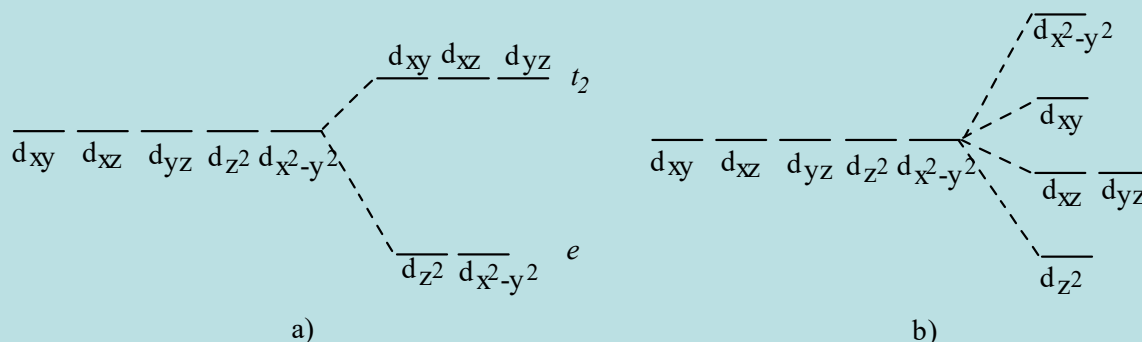 d_xy d_xz d_yz t₂
d_xy d_xz d_yz d_z² d_x²-y²
d_z² d_x²-y² e
a)
d_x²-y²
d_xy
d_xy d_xz d_yz d_z² d_x²-y²
d_xz d_yz
d_z²
b)